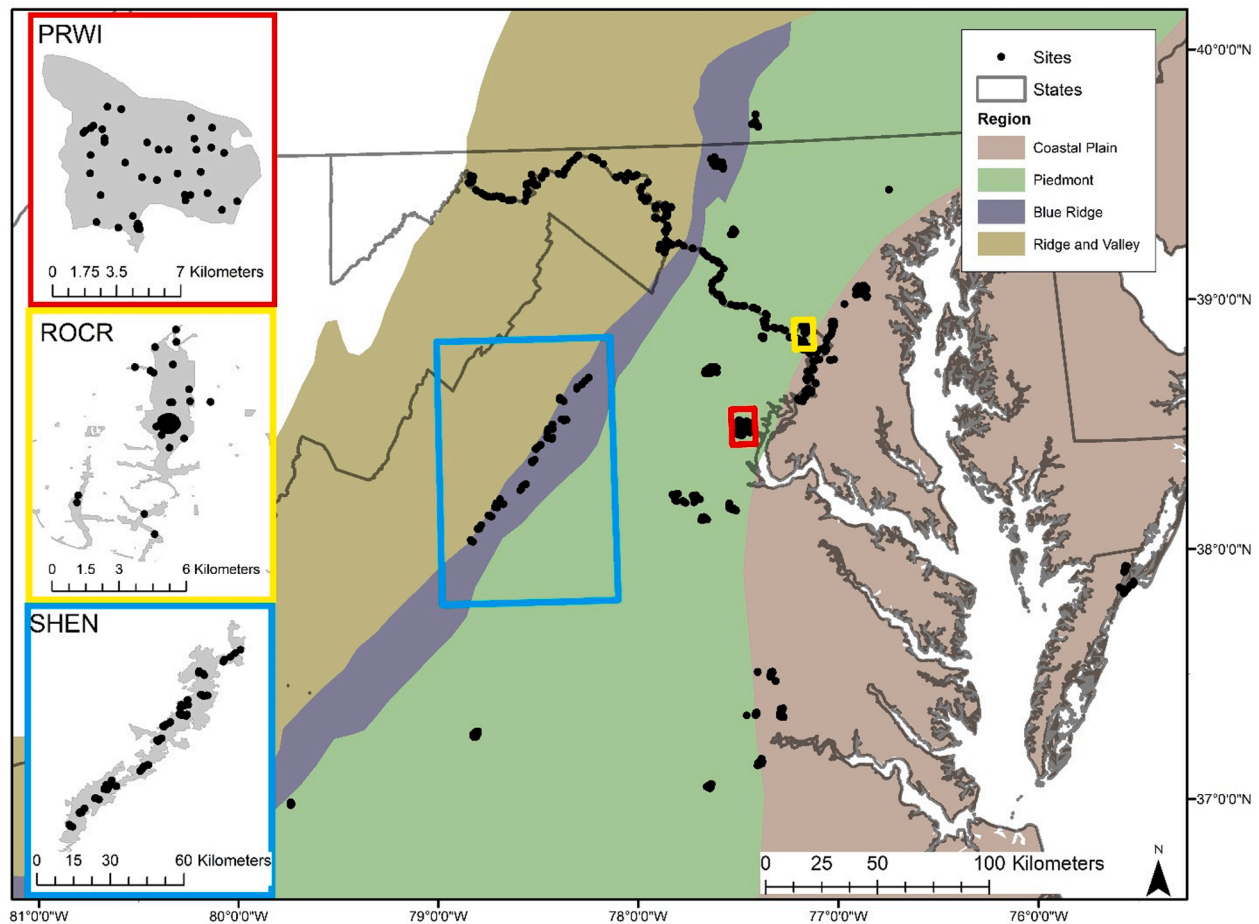 PRWI
0 1.75 3.5 7 Kilometers
ROCR
0 1.5 3 6 Kilometers
SHEN
0 15 30 60 Kilometers
Sites
States
Region
Coastal Plain
Piedmont
Blue Ridge
Ridge and Valley
40°0'0"N
39°0'0"N
38°0'0"N
37°0'0"N
0 25 50 100 Kilometers
N
81°0'0"W 80°0'0"W 79°0'0"W 78°0'0"W 77°0'0"W 76°0'0"W